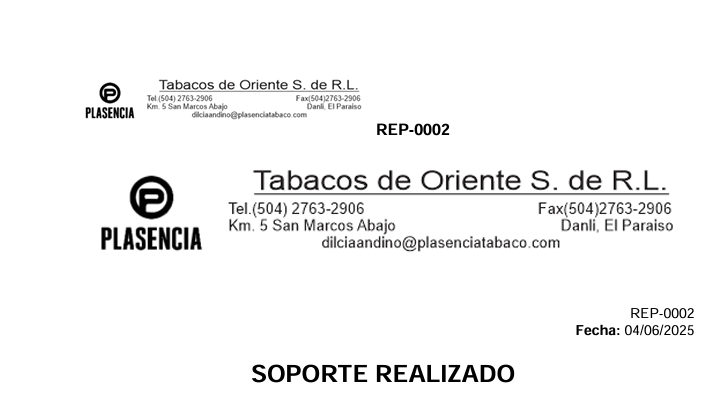 Tabacos de Oriente S. de R.L.
Tel.(504) 2763-2906 Fax(504)2763-2906
Km. 5 San Marcos Abajo Danli, El Paraiso
dilciaandino@plasenciatabaco.com
PLASENCIA
REP-0002
Tabacos de Oriente S. de R.L.
Tel.(504) 2763-2906 Fax(504)2763-2906
Km. 5 San Marcos Abajo Danli, El Paraiso
dilciaandino@plasenciatabaco.com
PLASENCIA
REP-0002
Fecha: 04/06/2025
SOPORTE REALIZADO